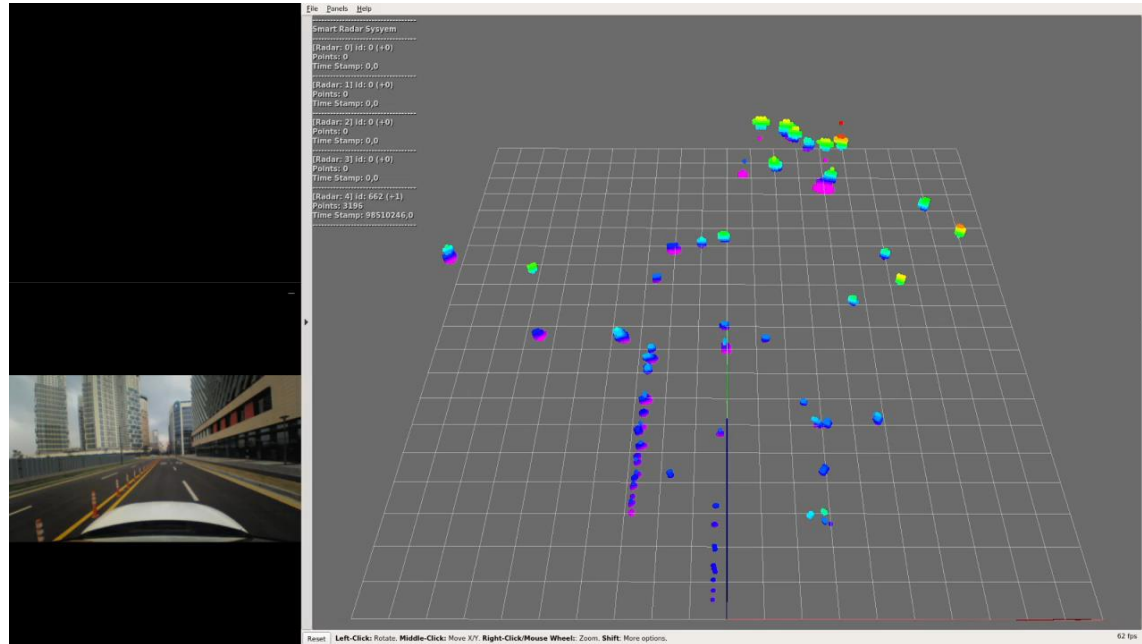 File Panels Help
Smart Radar Sysyem
[Radar: 0] id: 0 (+0)
Points: 0
Time Stamp: 0,0
[Radar: 1] id: 0 (+0)
Points: 0
Time Stamp: 0,0
[Radar: 2] id: 0 (+0)
Points: 0
Time Stamp: 0,0
[Radar: 3] id: 0 (+0)
Points: 0
Time Stamp: 0,0
[Radar: 4] id: 662 (+1)
Points: 3196
Time Stamp: 98510246,0
Reset Left-Click: Rotate. Middle-Click: Move X/Y. Right-Click/Mouse Wheel:: Zoom. Shift: More options. 62 fps